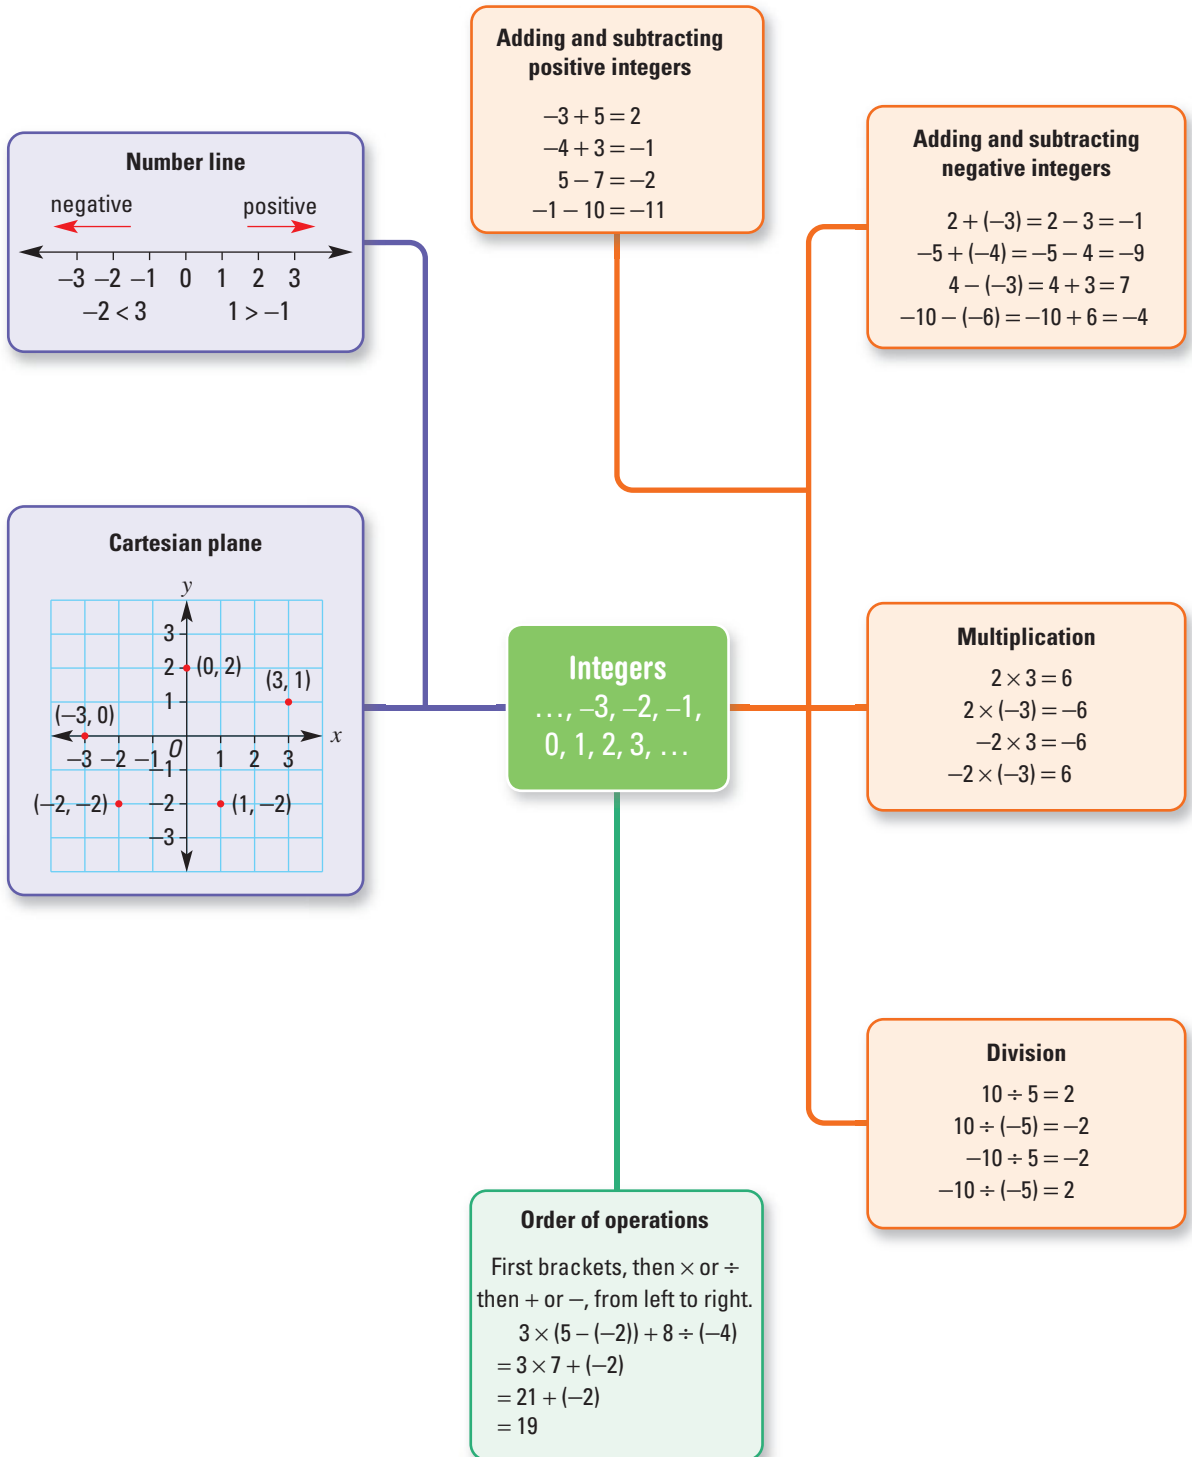 Adding and subtracting
positive integers
–3 + 5 = 2
–4 + 3 = –1
5 – 7 = –2
–1 – 10 = –11
Adding and subtracting
negative integers
2 + (–3) = 2 – 3 = –1
–5 + (–4) = –5 – 4 = –9
4 – (–3) = 4 + 3 = 7
–10 – (–6) = –10 + 6 = –4
Number line
negative positive
–3 –2 –1 0 1 2 3
–2 < 3 1 > –1
Cartesian plane
y
3
2 (0, 2)
(3, 1)
1
(–3, 0)
x
O
–3 –2 –1 1 2 3
–1
(–2, –2) –2 (1, –2)
–3
Integers
…, –3, –2, –1,
0, 1, 2, 3, …
Multiplication
2 × 3 = 6
2 × (–3) = –6
–2 × 3 = –6
–2 × (–3) = 6
Division
10 ÷ 5 = 2
10 ÷ (–5) = –2
–10 ÷ 5 = –2
–10 ÷ (–5) = 2
Order of operations
First brackets, then × or ÷
then + or –, from left to right.
3 × (5 – (–2)) + 8 ÷ (–4)
= 3 × 7 + (–2)
= 21 + (–2)
= 19